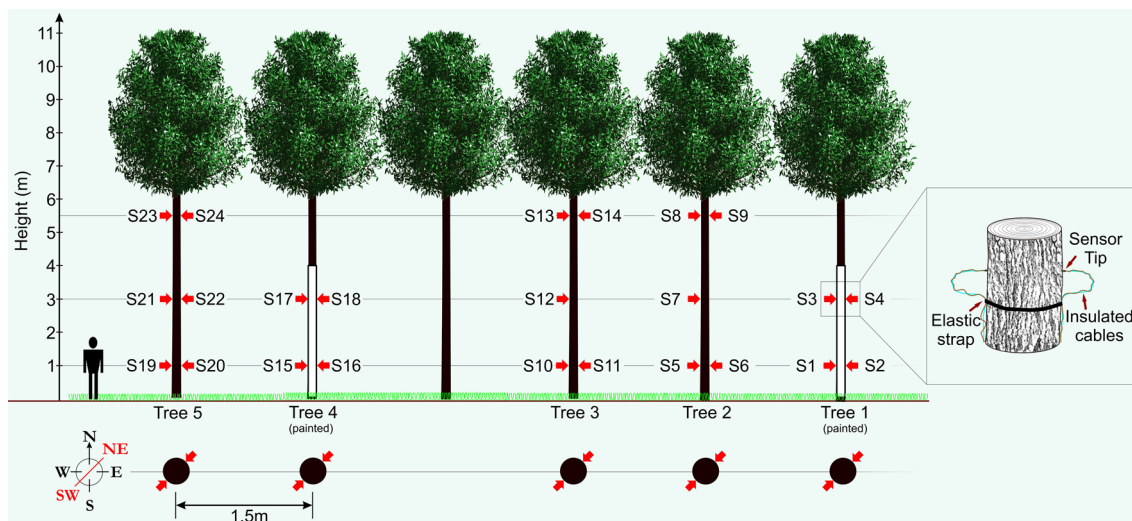 11
10
9
8
7
6
5
4
3
2
1
Height (m)
S23 S24 S13 S14 S8 S9
S21 S22 S17 S18 S12 S7 S3 S4
S19 S20 S15 S16 S10 S11 S5 S6 S1 S2
Sensor
Tip
Elastic
strap
Insulated
cables
Tree 5 Tree 4 Tree 3 Tree 2 Tree 1
(painted) (painted)
N
NE
W E
SW
S
1.5m